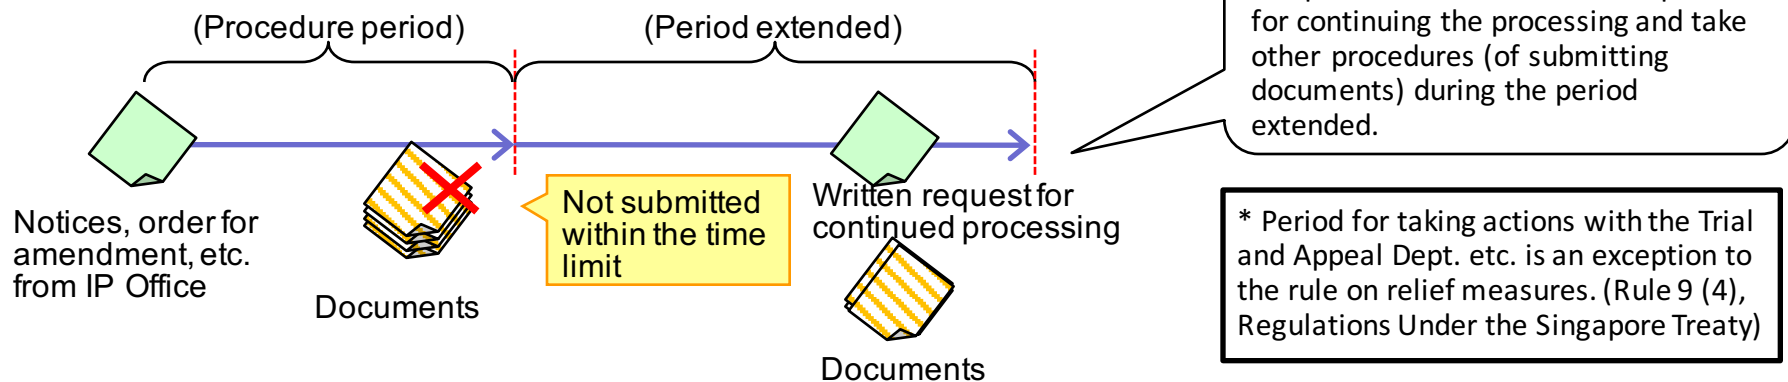 (Procedure period)
(Period extended)
for continuing the processing and take
other procedures (of submitting
documents) during the period
extended.
Notices, order for
amendment, etc.
from IP Office
Documents
Not submitted
within the time
limit
Written request for
continued processing
Documents
* Period for taking actions with the Trial
and Appeal Dept. etc. is an exception to
the rule on relief measures. (Rule 9 (4),
Regulations Under the Singapore Treaty)